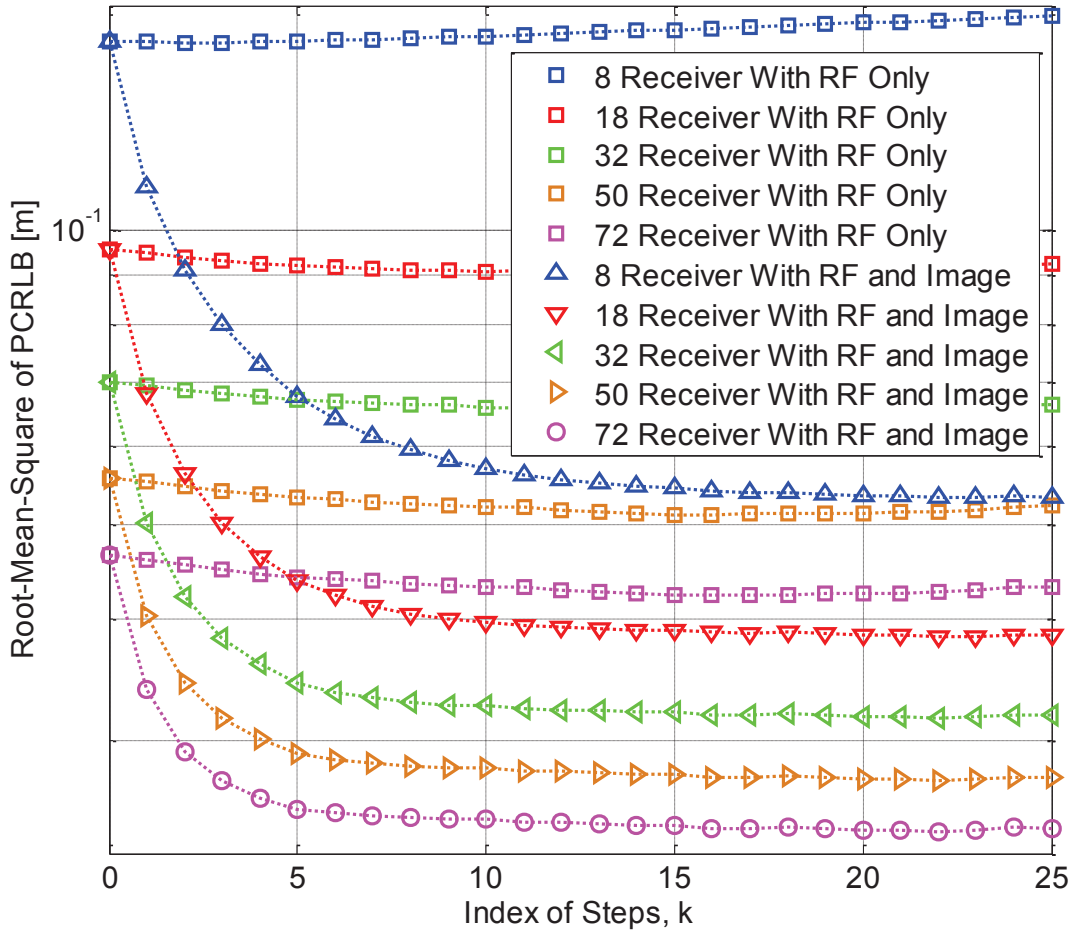 Root-Mean-Square of PCRLB [m]
10^-1
8 Receiver With RF Only
18 Receiver With RF Only
32 Receiver With RF Only
50 Receiver With RF Only
72 Receiver With RF Only
8 Receiver With RF and Image
18 Receiver With RF and Image
32 Receiver With RF and Image
50 Receiver With RF and Image
72 Receiver With RF and Image
0 5 10 15 20 25
Index of Steps, k